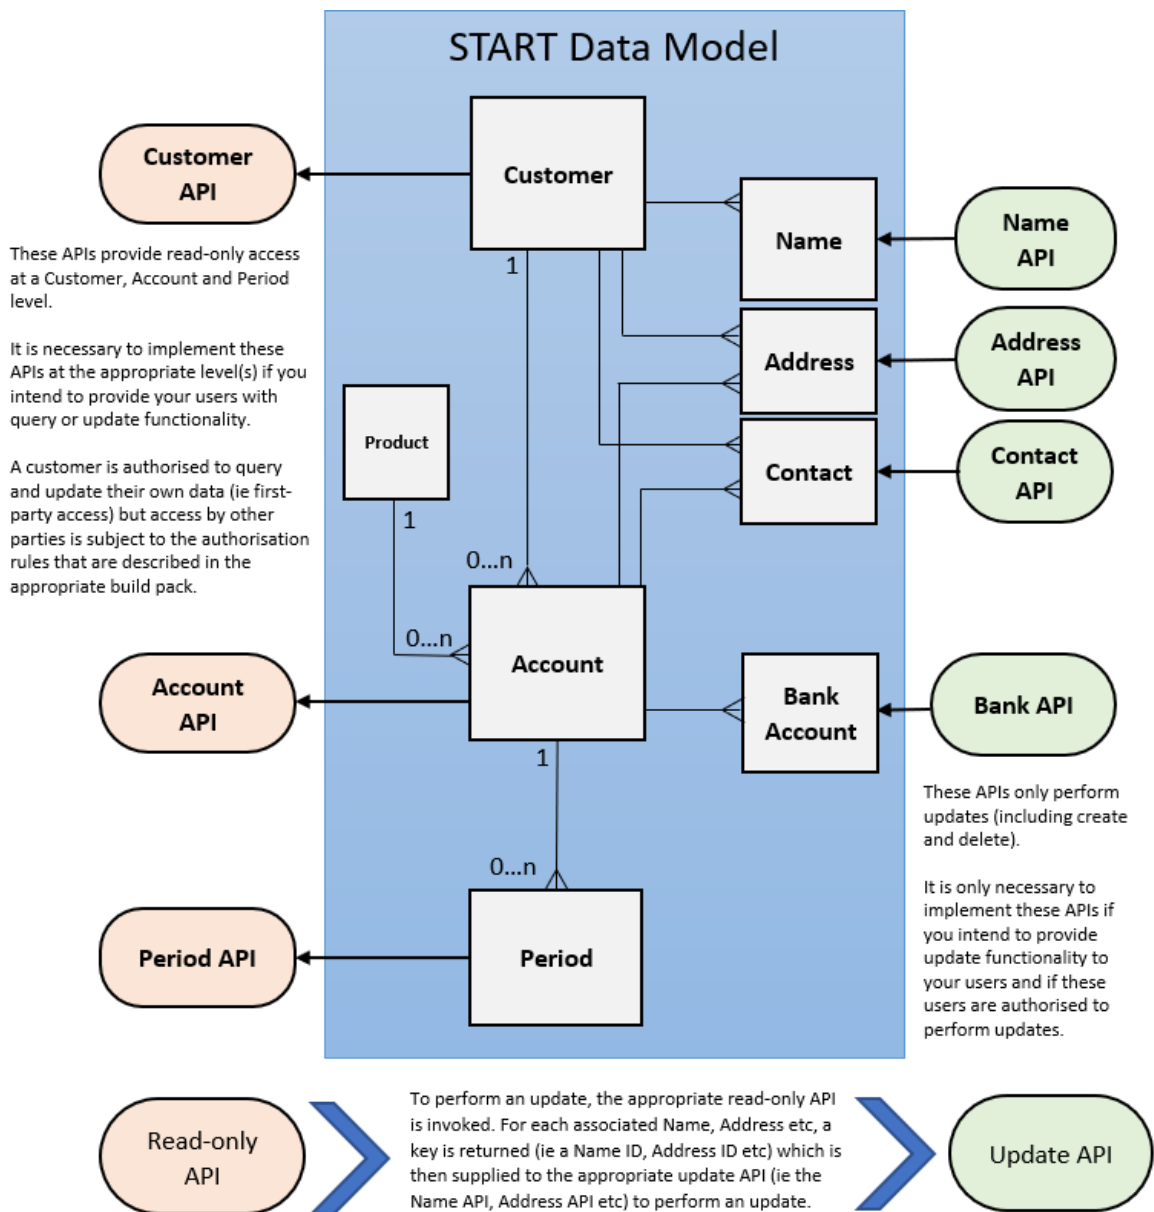 START Data Model
Customer
API
Customer
Name
Name
API
These APIs provide read-only access
at a Customer, Account and Period
level.
It is necessary to implement these
APIs at the appropriate level(s) if you
intend to provide your users with
query or update functionality.
A customer is authorised to query
and update their own data (ie first-
party access) but access by other
parties is subject to the authorisation
rules that are described in the
appropriate build pack.
1
Address
Address
API
Product
1
Contact
Contact
API
0...n
0...n
Account
API
Account
1
Bank
Account
Bank API
These APIs only perform
updates (including create
and delete).
It is only necessary to
implement these APIs if
you intend to provide
update functionality to
your users and if these
users are authorised to
perform updates.
0...n
Period API
Period
Read-only
API
To perform an update, the appropriate read-only API
is invoked. For each associated Name, Address etc, a
key is returned (ie a Name ID, Address ID etc) which is
then supplied to the appropriate update API (ie the
Name API, Address API etc) to perform an update.
Update API